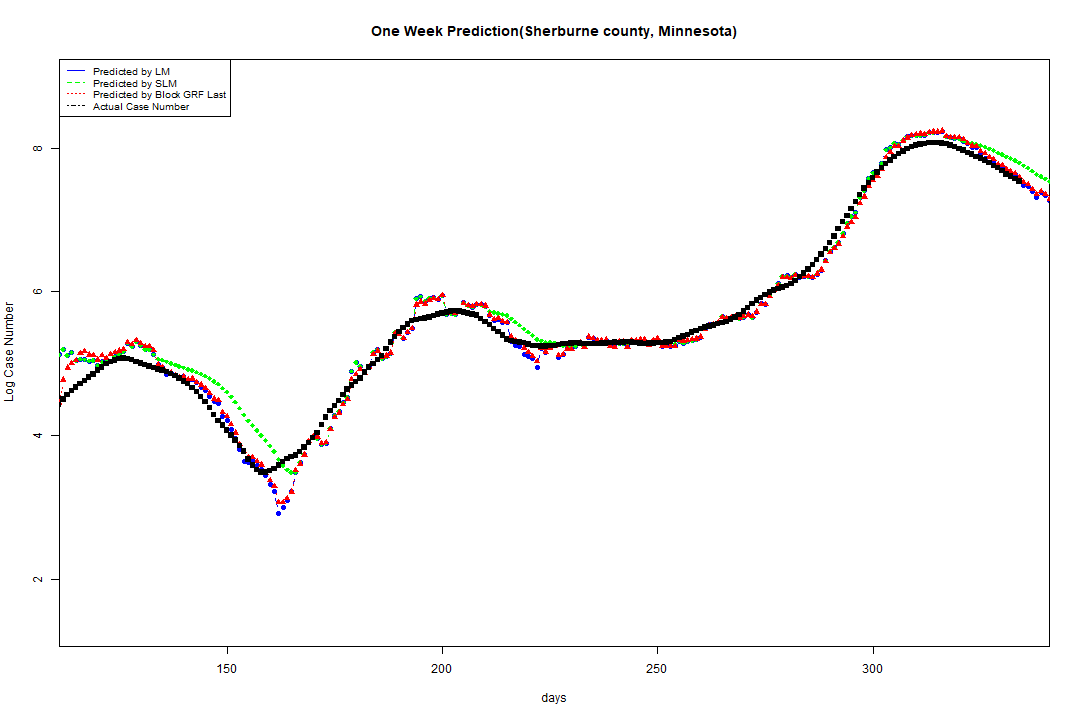 One Week Prediction(Sherburne county, Minnesota)
Predicted by LM
Predicted by SLM
Predicted by Block GRF Last
Actual Case Number
8
6
4
2
Log Case Number
150 200 250 300
days